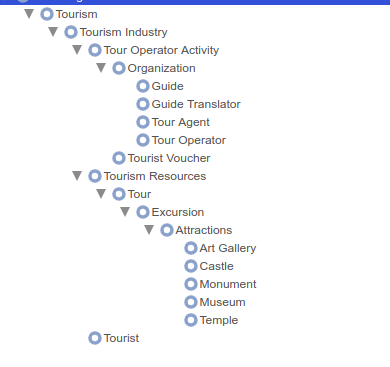 Tourism
Tourism Industry
Tour Operator Activity
Organization
Guide
Guide Translator
Tour Agent
Tour Operator
Tourist Voucher
Tourism Resources
Tour
Excursion
Attractions
Art Gallery
Castle
Monument
Museum
Temple
Tourist